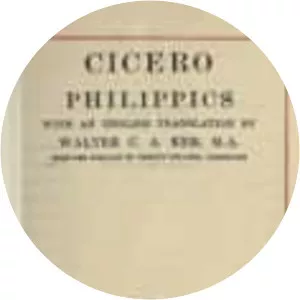 CICERO
PHILIPPICS
WITH AN ENGLISH TRANSLATION BY
WALTER C. A. KER, M.A.